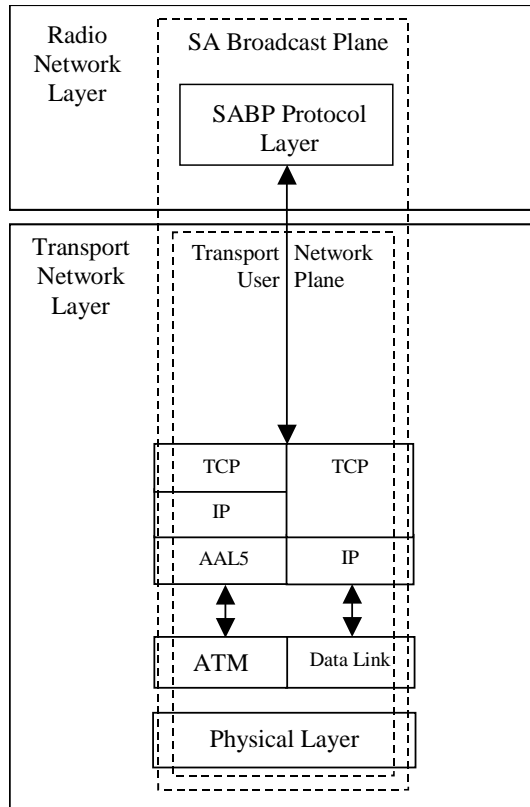 Radio
Network
Layer
SA Broadcast Plane
SABP Protocol
Layer
Transport
Network
Layer
Transport Network
User Plane
TCP TCP
IP
AAL5 IP
ATM Data Link
Physical Layer